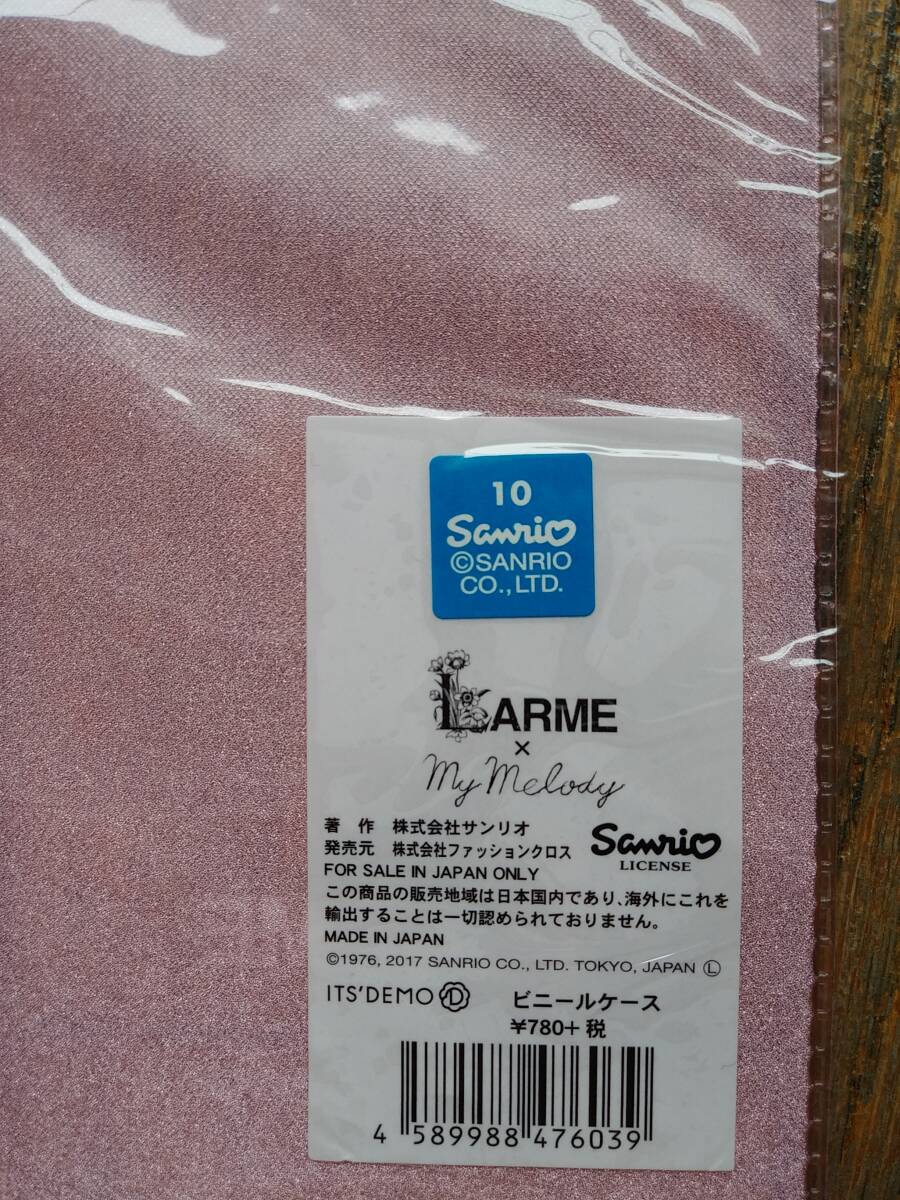 10
Sanrio
©SANRIO
CO.,LTD.
LARME
×
My Melody
著 作 株式会社サンリオ
発売元 株式会社ファッションクロス
Sanrio
LICENSE
FOR SALE IN JAPAN ONLY
この商品の販売地域は日本国内であり、海外にこれを
輸出することは一切認められておりません。
MADE IN JAPAN
©1976, 2017 SANRIO CO., LTD. TOKYO, JAPAN Ⓛ
ITS'DEMO D ビニールケース
¥780+ 税
4 589988 476039